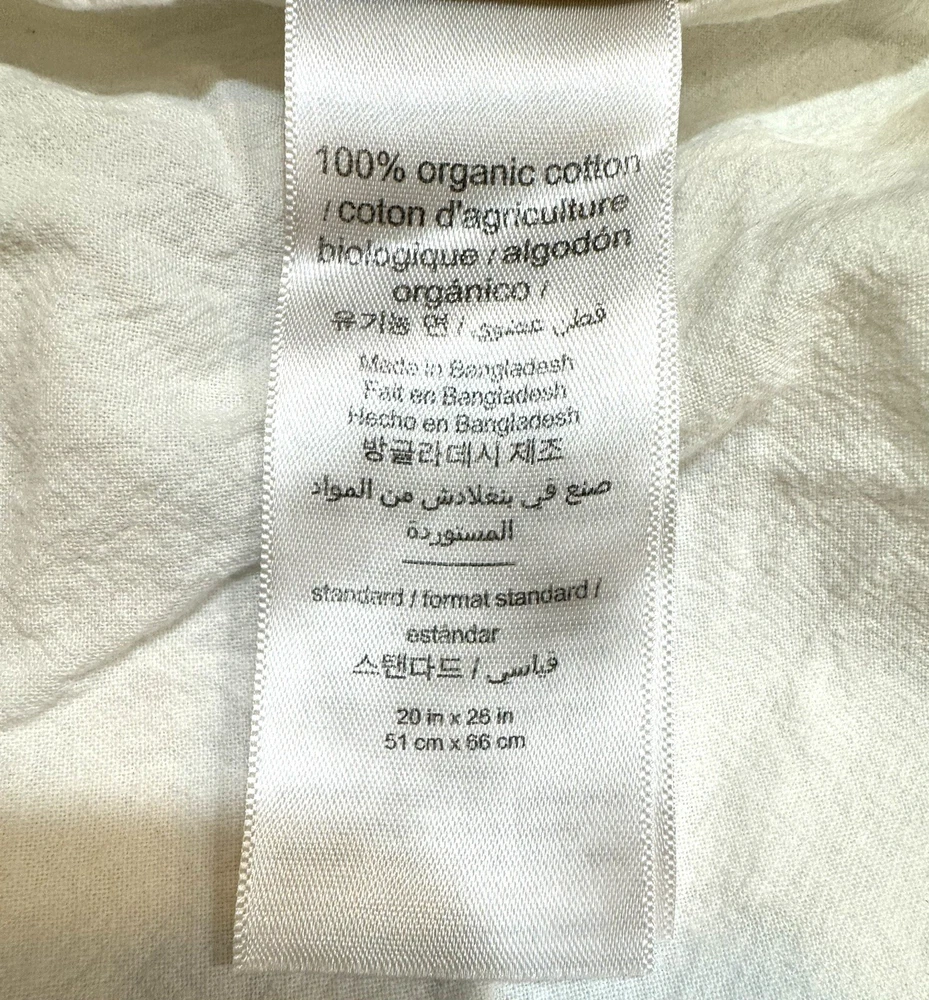 100% organic cotton
/ coton d'agriculture
biologique / algodón
orgánico /
유기농 면 / قطن عضوي
Made in Bangladesh
Fait en Bangladesh
Hecho en Bangladesh
방글라데시 제조
صنع في بنغلادش من المواد
المستوردة
standard / format standard /
estándar
스탠다드 / قياسي
20 in x 26 in
51 cm x 66 cm